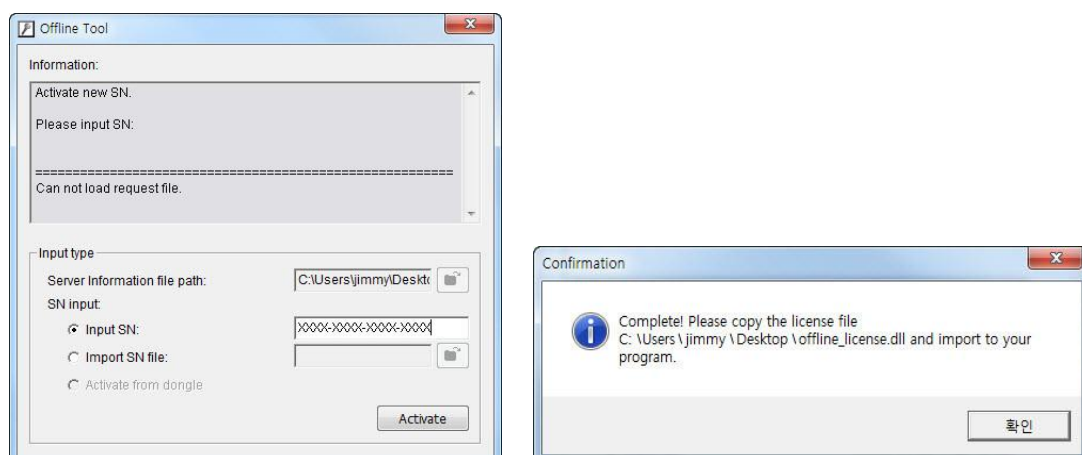 Offline Tool
Information:
Activate new SN.
Please input SN:
========================================================
Can not load request file.
Input type
Server Information file path:
C:\Users\jimmy\Deskto
SN input:
Input SN:
XXXX-XXXX-XXXX-XXXX
Import SN file:
Activate from dongle
Activate
Confirmation
Complete! Please copy the license file
C: \Users \ jimmy \Desktop \offline_license.dll and import to your
program.
확인